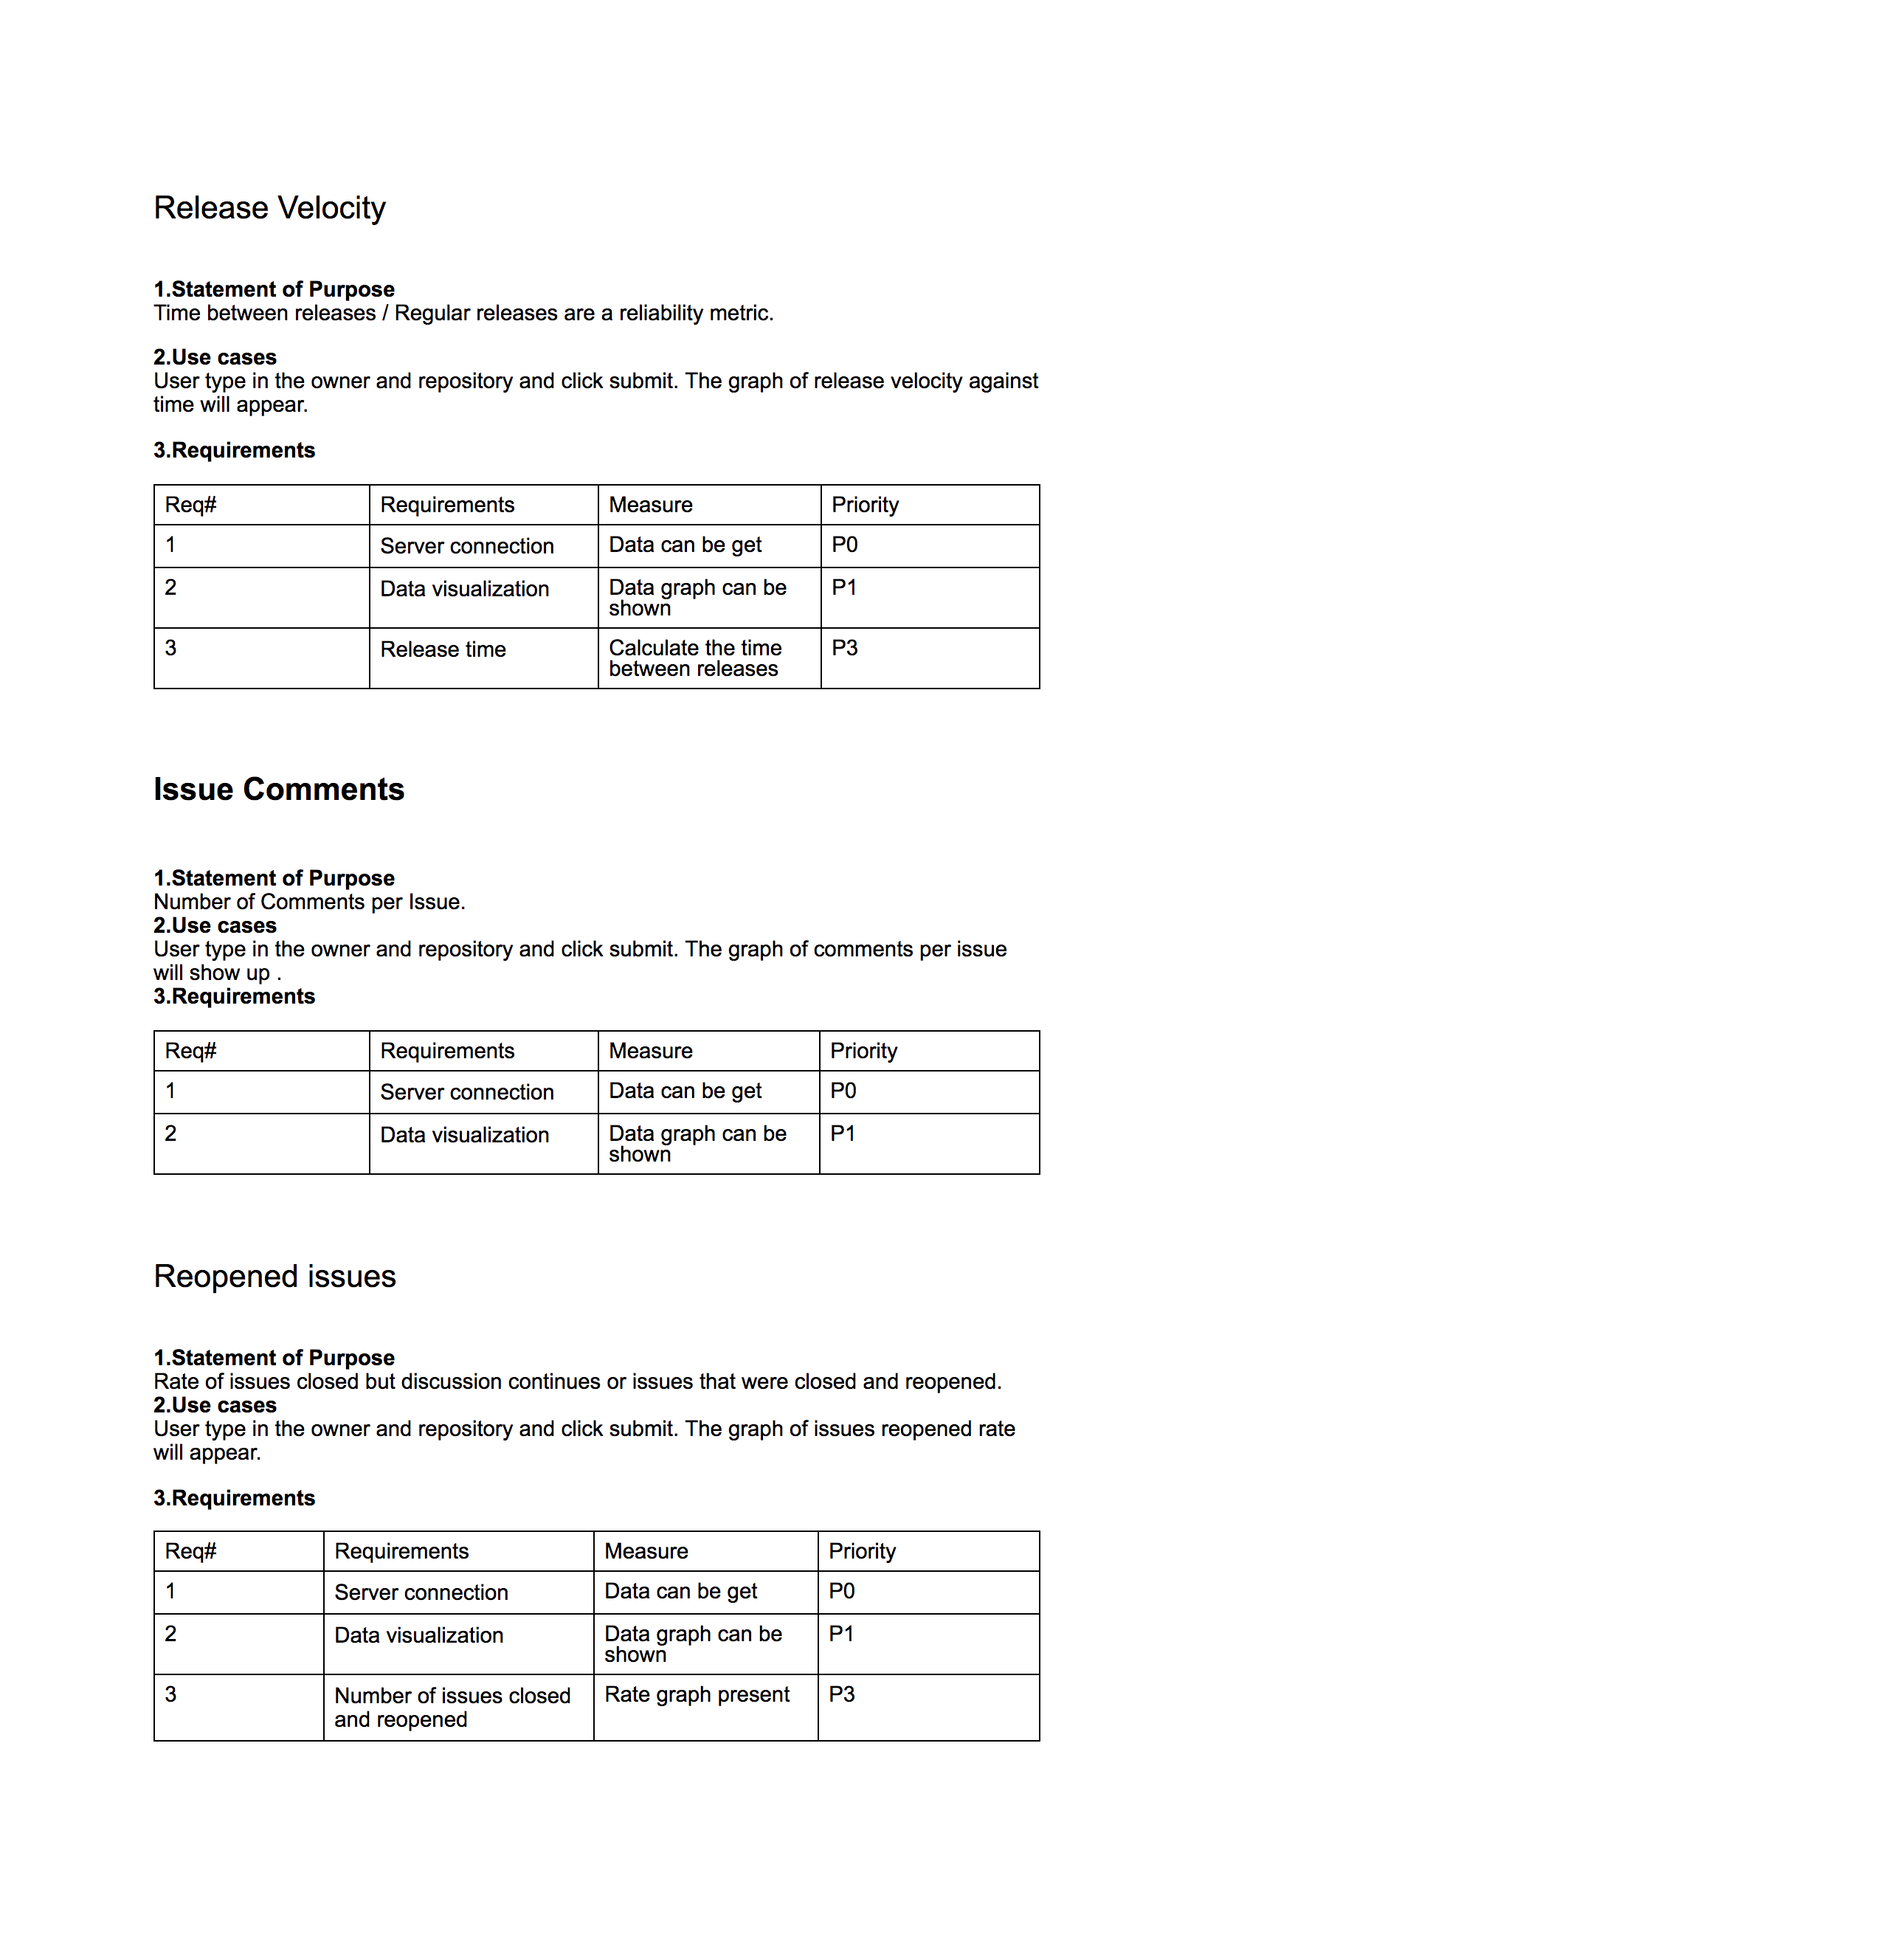 Release Velocity
1.Statement of Purpose
Time between releases / Regular releases are a reliability metric.
2.Use cases
User type in the owner and repository and click submit. The graph of release velocity against
time will appear.
3.Requirements
Req# Requirements Measure Priority
1 Server connection Data can be get P0
2 Data visualization Data graph can be P1
shown
3 Release time Calculate the time P3
between releases
Issue Comments
1.Statement of Purpose
Number of Comments per Issue.
2.Use cases
User type in the owner and repository and click submit. The graph of comments per issue
will show up .
3.Requirements
Req# Requirements Measure Priority
1 Server connection Data can be get P0
2 Data visualization Data graph can be P1
shown
Reopened issues
1.Statement of Purpose
Rate of issues closed but discussion continues or issues that were closed and reopened.
2.Use cases
User type in the owner and repository and click submit. The graph of issues reopened rate
will appear.
3.Requirements
Req# Requirements Measure Priority
1 Server connection Data can be get P0
2 Data visualization Data graph can be P1
shown
3 Number of issues closed Rate graph present P3
and reopened